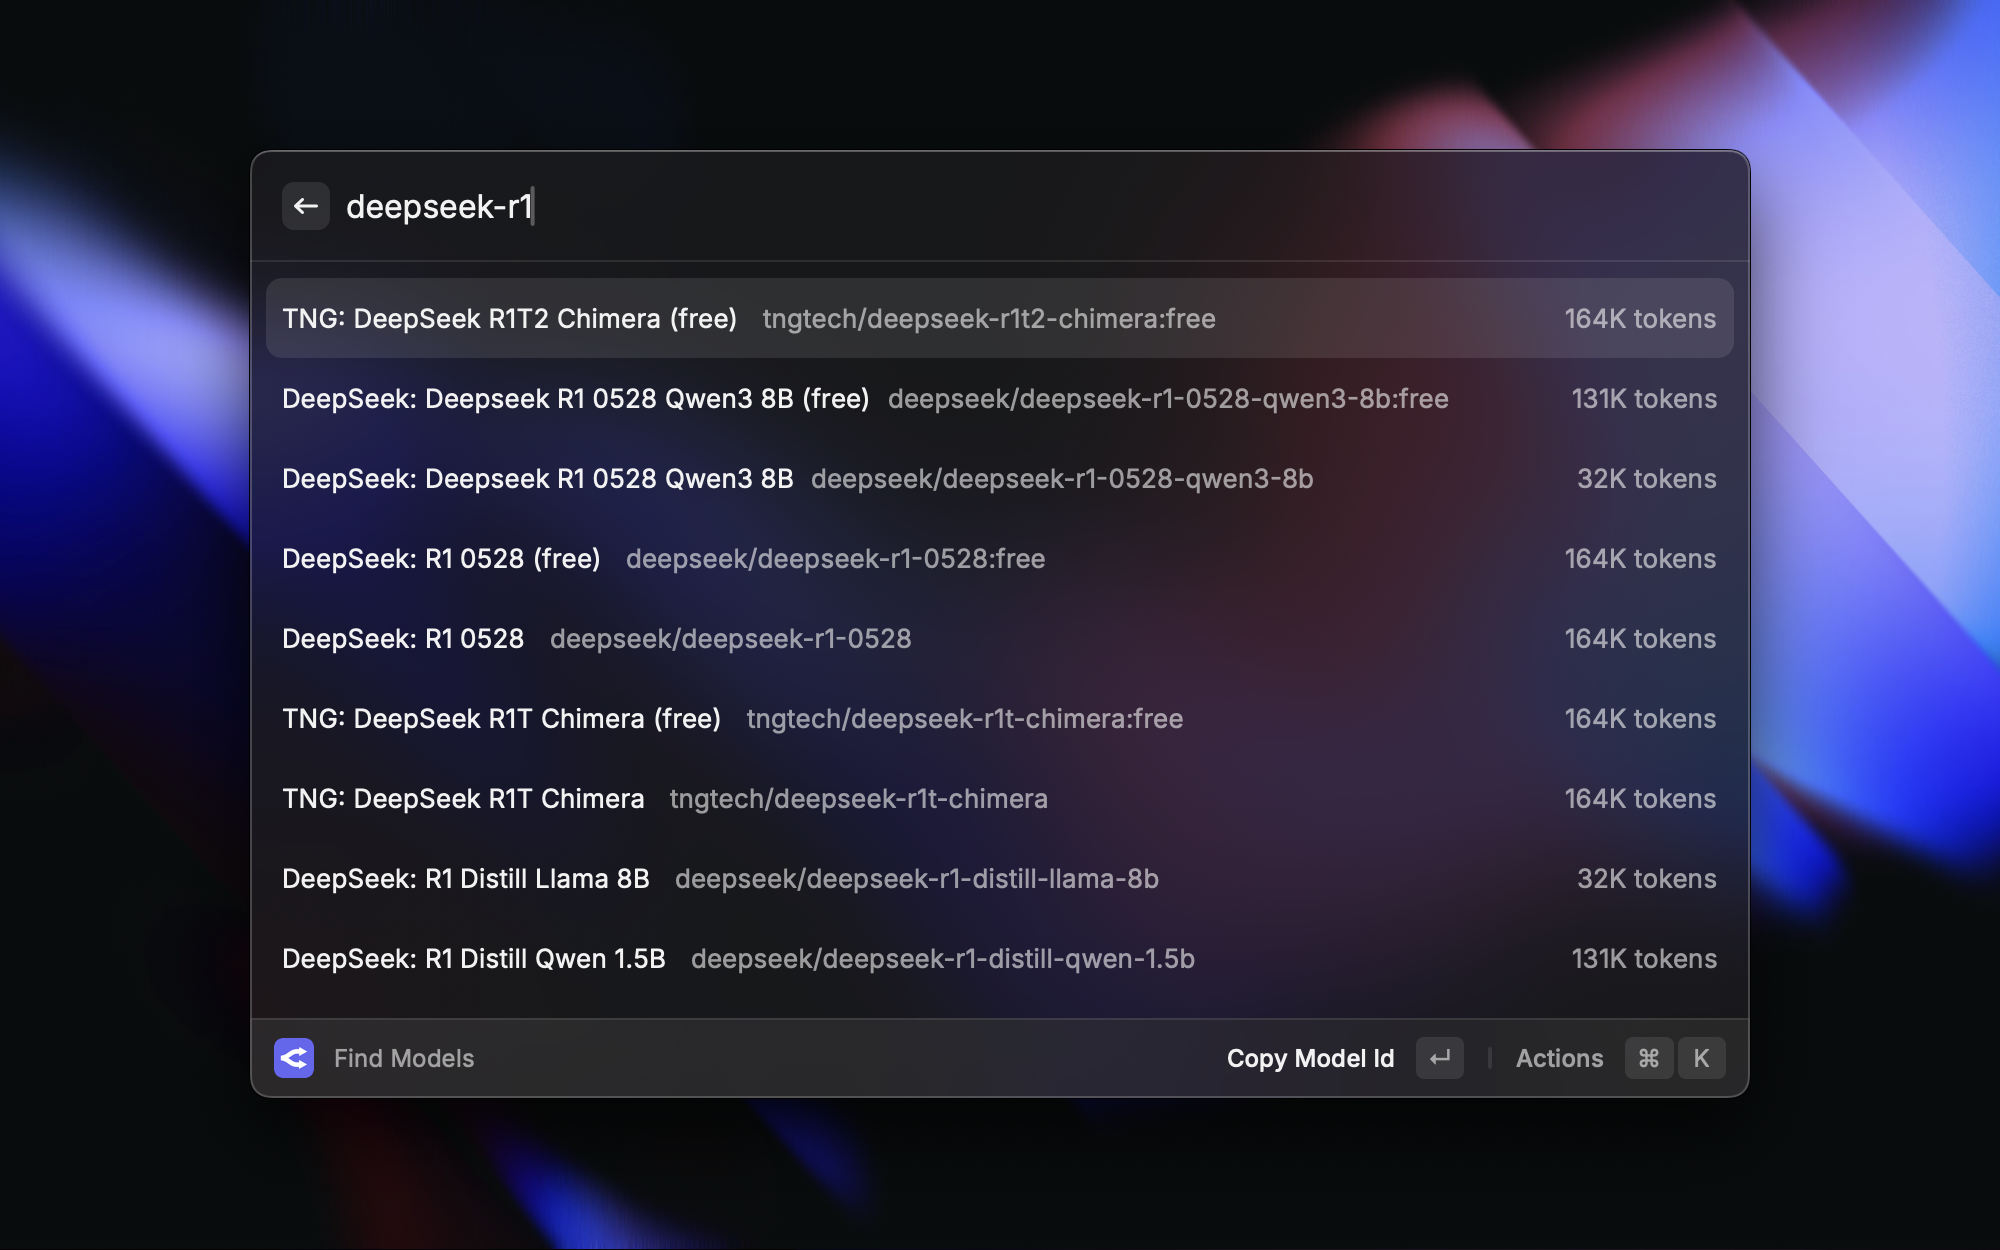 deepseek-r1
TNG: DeepSeek R1T2 Chimera (free) tngtech/deepseek-r1t2-chimera:free 164K tokens
DeepSeek: Deepseek R1 0528 Qwen3 8B (free) deepseek/deepseek-r1-0528-qwen3-8b:free 131K tokens
DeepSeek: Deepseek R1 0528 Qwen3 8B deepseek/deepseek-r1-0528-qwen3-8b 32K tokens
DeepSeek: R1 0528 (free) deepseek/deepseek-r1-0528:free 164K tokens
DeepSeek: R1 0528 deepseek/deepseek-r1-0528 164K tokens
TNG: DeepSeek R1T Chimera (free) tngtech/deepseek-r1t-chimera:free 164K tokens
TNG: DeepSeek R1T Chimera tngtech/deepseek-r1t-chimera 164K tokens
DeepSeek: R1 Distill Llama 8B deepseek/deepseek-r1-distill-llama-8b 32K tokens
DeepSeek: R1 Distill Qwen 1.5B deepseek/deepseek-r1-distill-qwen-1.5b 131K tokens
Find Models Copy Model Id ↵ Actions ⌘ K